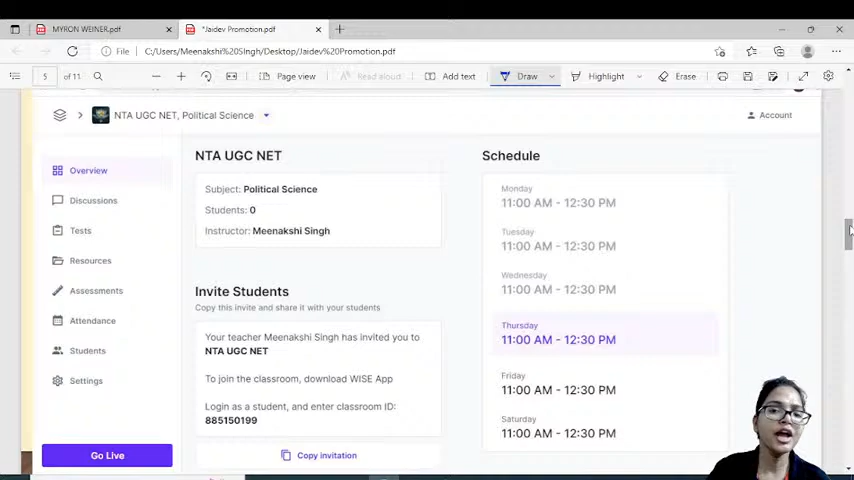 MYRON WEINER.pdf
*Jaidev Promotion.pdf
File
C:/Users/Meenakshi%20SIngh/Desktop/Jaidev%20Promotion.pdf
5 of 11
Page view
Read aloud
Add text
Draw
Highlight
Erase
NTA UGC NET, Political Science
Account
Overview
Discussions
Tests
Resources
Assessments
Attendance
Students
Settings
Go Live
NTA UGC NET
Subject: Political Science
Students: 0
Instructor: Meenakshi Singh
Invite Students
Copy this invite and share it with your students
Your teacher Meenakshi Singh has invited you to
NTA UGC NET
To join the classroom, download WISE App
Login as a student, and enter classroom ID:
885150199
Copy invitation
Schedule
Monday
11:00 AM - 12:30 PM
Tuesday
11:00 AM - 12:30 PM
Wednesday
11:00 AM - 12:30 PM
Thursday
11:00 AM - 12:30 PM
Friday
11:00 AM - 12:30 PM
Saturday
11:00 AM - 12:30 PM